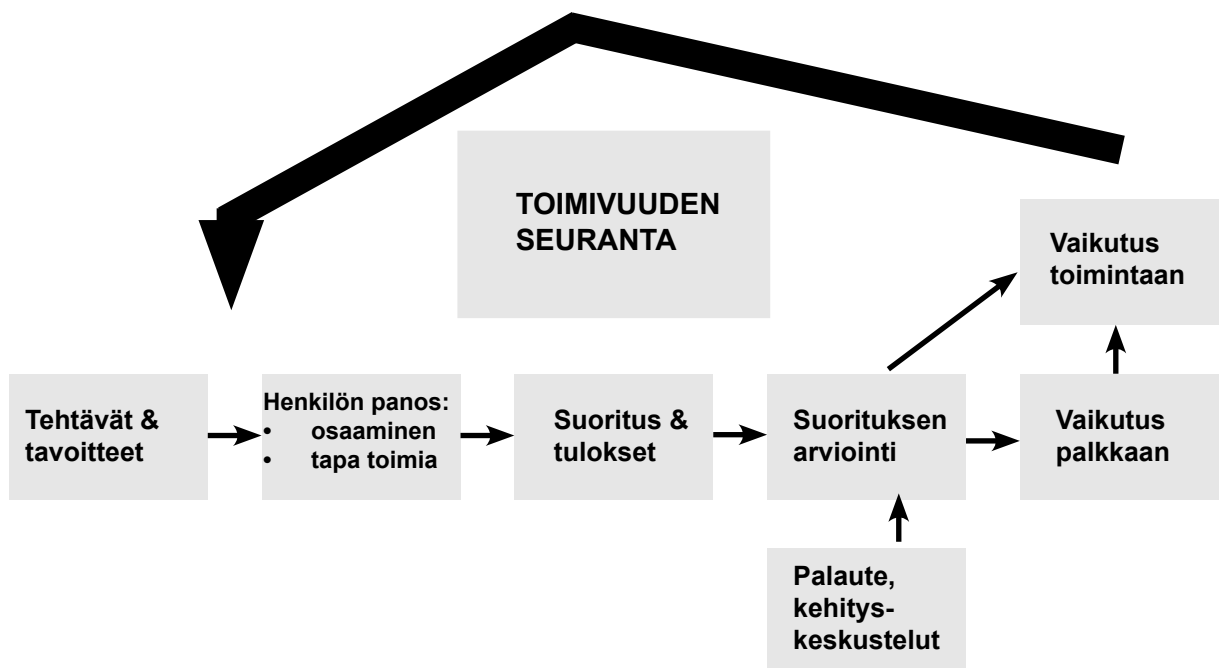 TOIMIVUUDEN
SEURANTA
Vaikutus
toimintaan
Tehtävät &
tavoitteet
Henkilön panos:
• osaaminen
• tapa toimia
Suoritus &
tulokset
Suorituksen
arviointi
Vaikutus
palkkaan
Palaute,
kehitys-
keskustelut